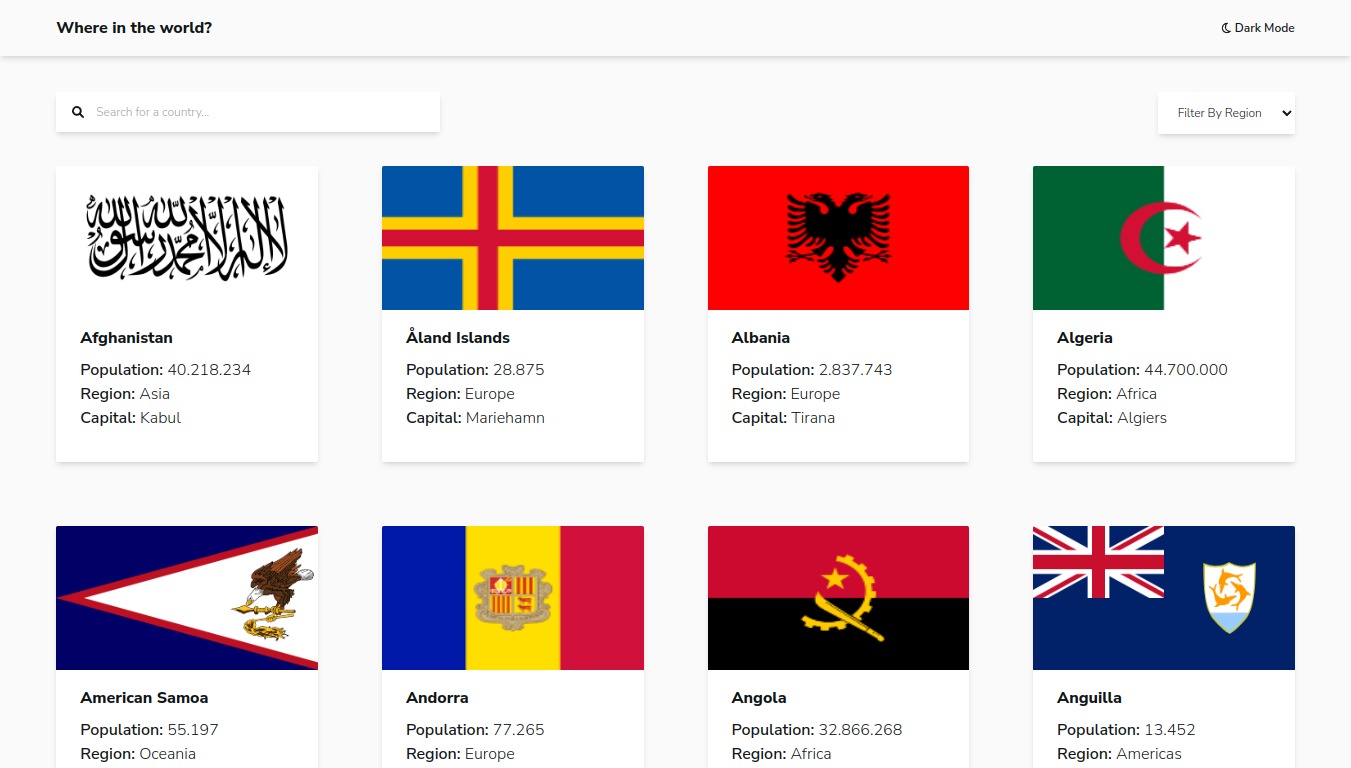 Where in the world?
Dark Mode
Search for a country...
Filter By Region
لا إله إلا الله محمد رسول الله
Afghanistan
Population: 40.218.234
Region: Asia
Capital: Kabul
Åland Islands
Population: 28.875
Region: Europe
Capital: Mariehamn
Albania
Population: 2.837.743
Region: Europe
Capital: Tirana
Algeria
Population: 44.700.000
Region: Africa
Capital: Algiers
American Samoa
Population: 55.197
Region: Oceania
Andorra
Population: 77.265
Region: Europe
Angola
Population: 32.866.268
Region: Africa
Anguilla
Population: 13.452
Region: Americas